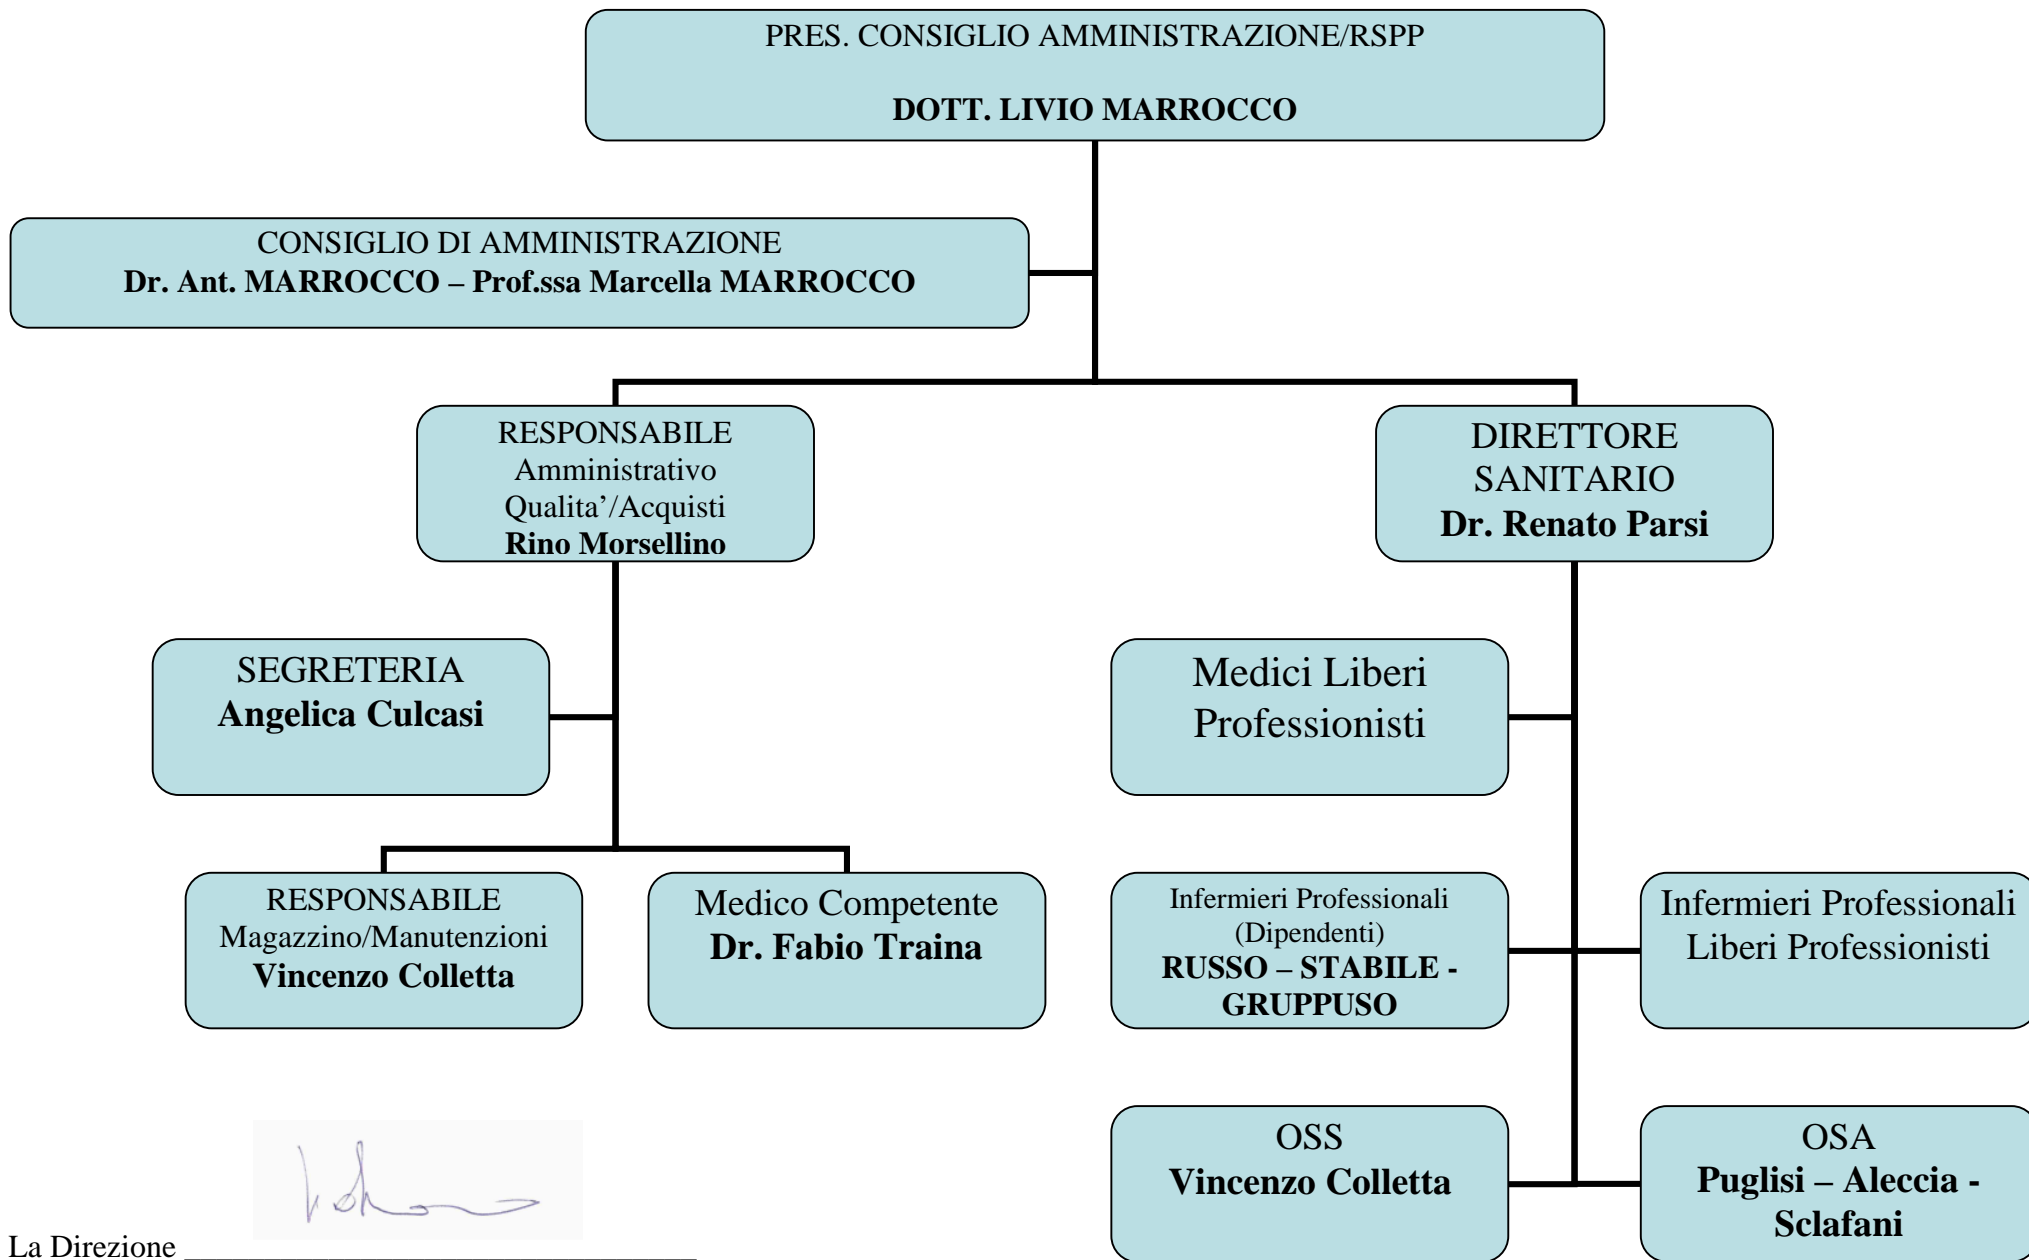 PRES. CONSIGLIO AMMINISTRAZIONE/RSPP
DOTT. LIVIO MARROCCO
CONSIGLIO DI AMMINISTRAZIONE
Dr. Ant. MARROCCO – Prof.ssa Marcella MARROCCO
RESPONSABILE
Amministrativo
Qualita’/Acquisti
Rino Morsellino
DIRETTORE
SANITARIO
Dr. Renato Parsi
SEGRETERIA
Angelica Culcasi
Medici Liberi
Professionisti
RESPONSABILE
Magazzino/Manutenzioni
Vincenzo Colletta
Medico Competente
Dr. Fabio Traina
Infermieri Professionali
(Dipendenti)
RUSSO – STABILE -
GRUPPUSO
Infermieri Professionali
Liberi Professionisti
OSS
Vincenzo Colletta
OSA
Puglisi – Aleccia -
Sclafani
La Direzione ________________________________